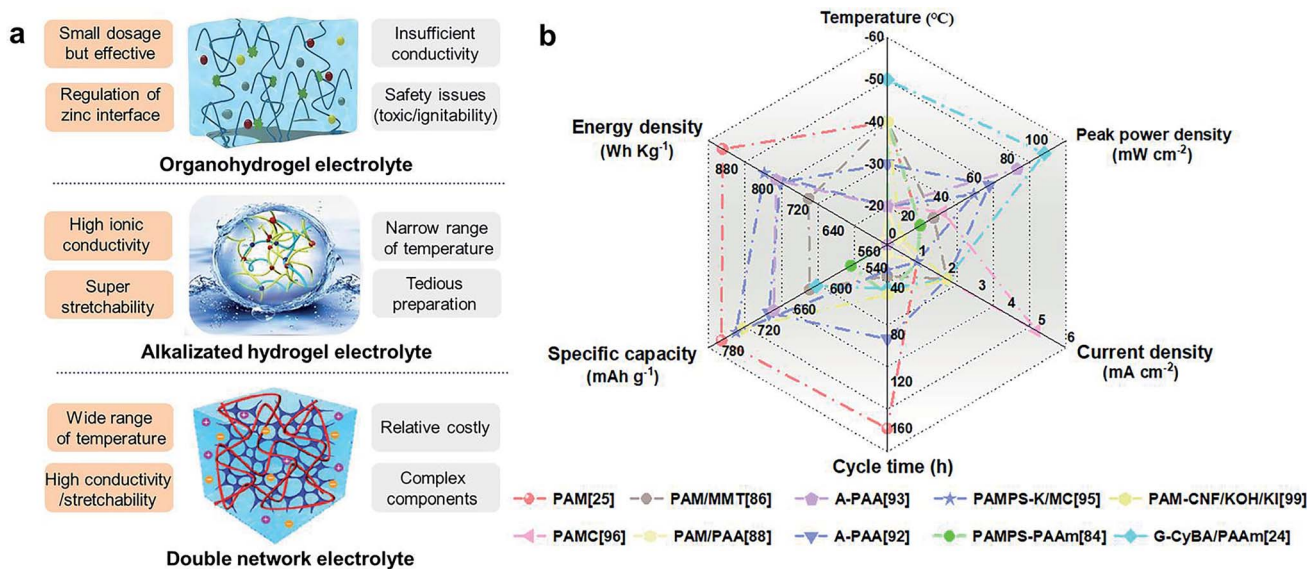 a
Small dosage
but effective
Insufficient
conductivity
Regulation of
zinc interface
Safety issues
(toxic/ignitability)
Organohydrogel electrolyte
High ionic
conductivity
Narrow range
of temperature
Super
stretchability
Tedious
preparation
Alkalizated hydrogel electrolyte
Wide range
of temperature
Relative costly
High conductivity
/stretchability
Complex
components
Double network electrolyte
b
Temperature (°C)
-60
-50
-40
-30
-20
Peak power density
(mW cm-2)
100
80
60
40
20
0
Current density
(mA cm-2)
1
2
3
4
5
6
Cycle time (h)
40
80
120
160
Specific capacity
(mAh g-1)
540
600
660
720
780
Energy density
(Wh Kg-1)
880
800
720
640
560
PAM[25]
PAM/MMT[86]
A-PAA[93]
PAMPS-K/MC[95]
PAM-CNF/KOH/KI[99]
PAMC[96]
PAM/PAA[88]
A-PAA[92]
PAMPS-PAAm[84]
G-CyBA/PAAm[24]